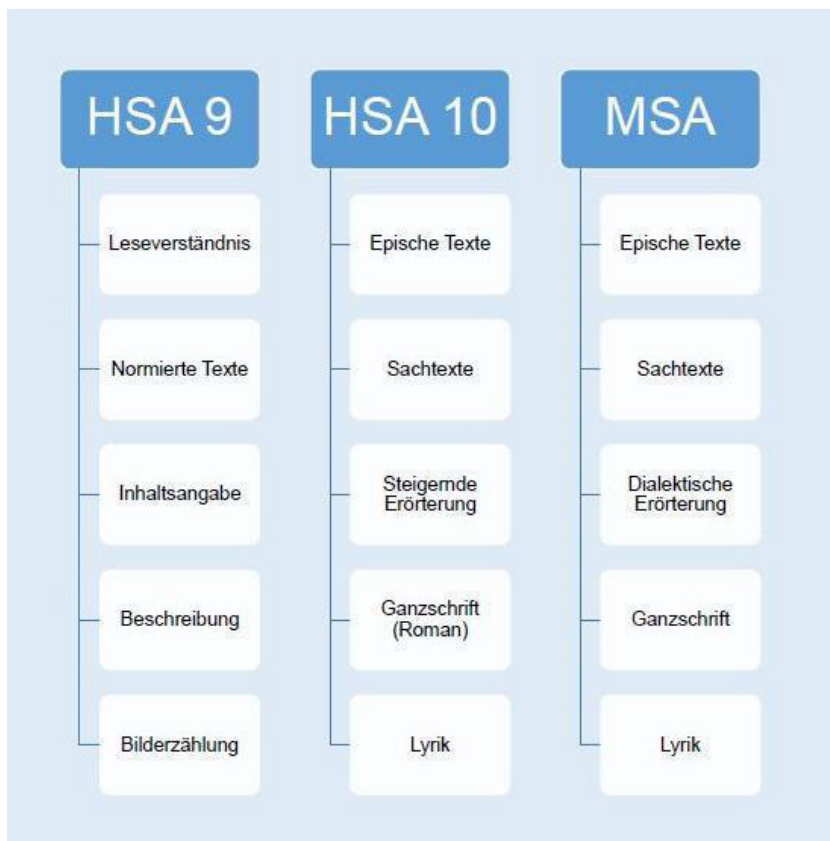 HSA 9
Leseverständnis
Normierte Texte
Inhaltsangabe
Beschreibung
Bilderzählung
HSA 10
Epische Texte
Sachtexte
Steigernde
Erörterung
Ganzschrift
(Roman)
Lyrik
MSA
Epische Texte
Sachtexte
Dialektische
Erörterung
Ganzschrift
Lyrik